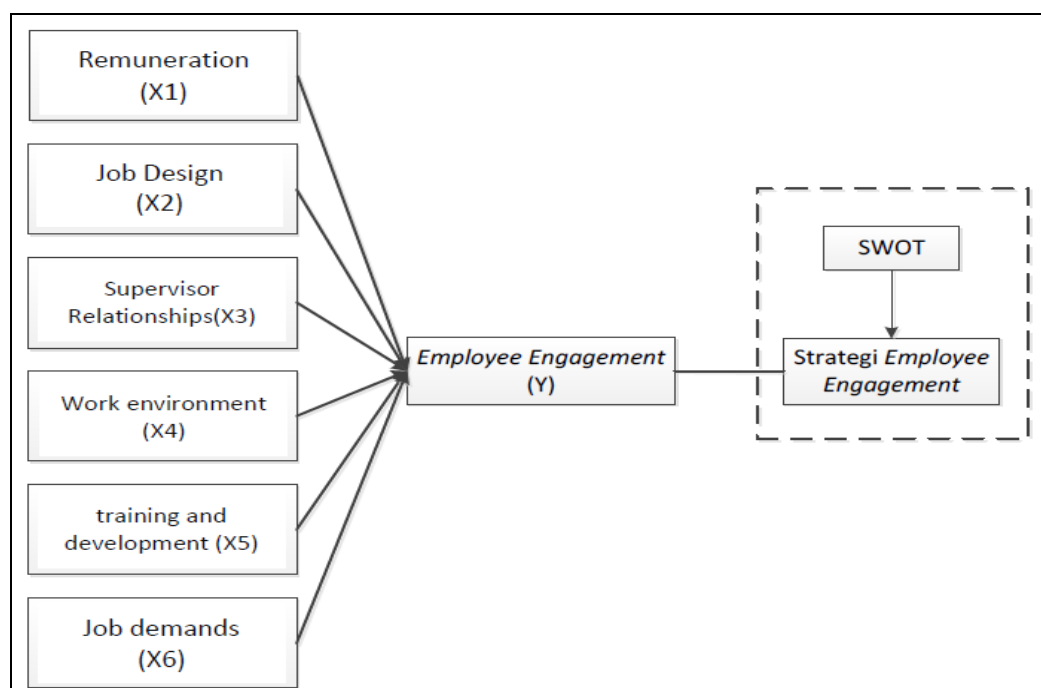 Remuneration
(X1)
Job Design
(X2)
Supervisor
Relationships(X3)
Work environment
(X4)
training and
development (X5)
Job demands
(X6)
Employee Engagement
(Y)
SWOT
Strategi Employee
Engagement